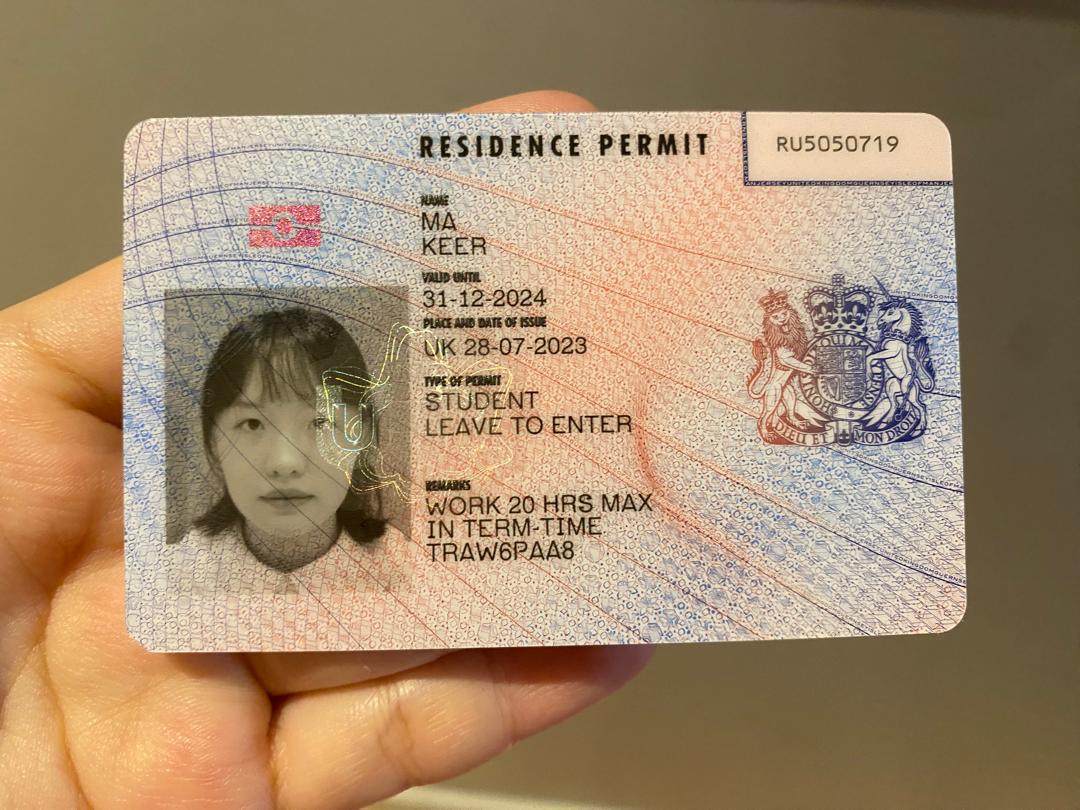 RESIDENCE PERMIT
RU5050719
NAME
MA
KEER
VALID UNTIL
31-12-2024
PLACE AND DATE OF ISSUE
UK 28-07-2023
TYPE OF PERMIT
STUDENT
LEAVE TO ENTER
REMARKS
WORK 20 HRS MAX
IN TERM-TIME
TRAW6PAA8
DIEU ET MON DROIT